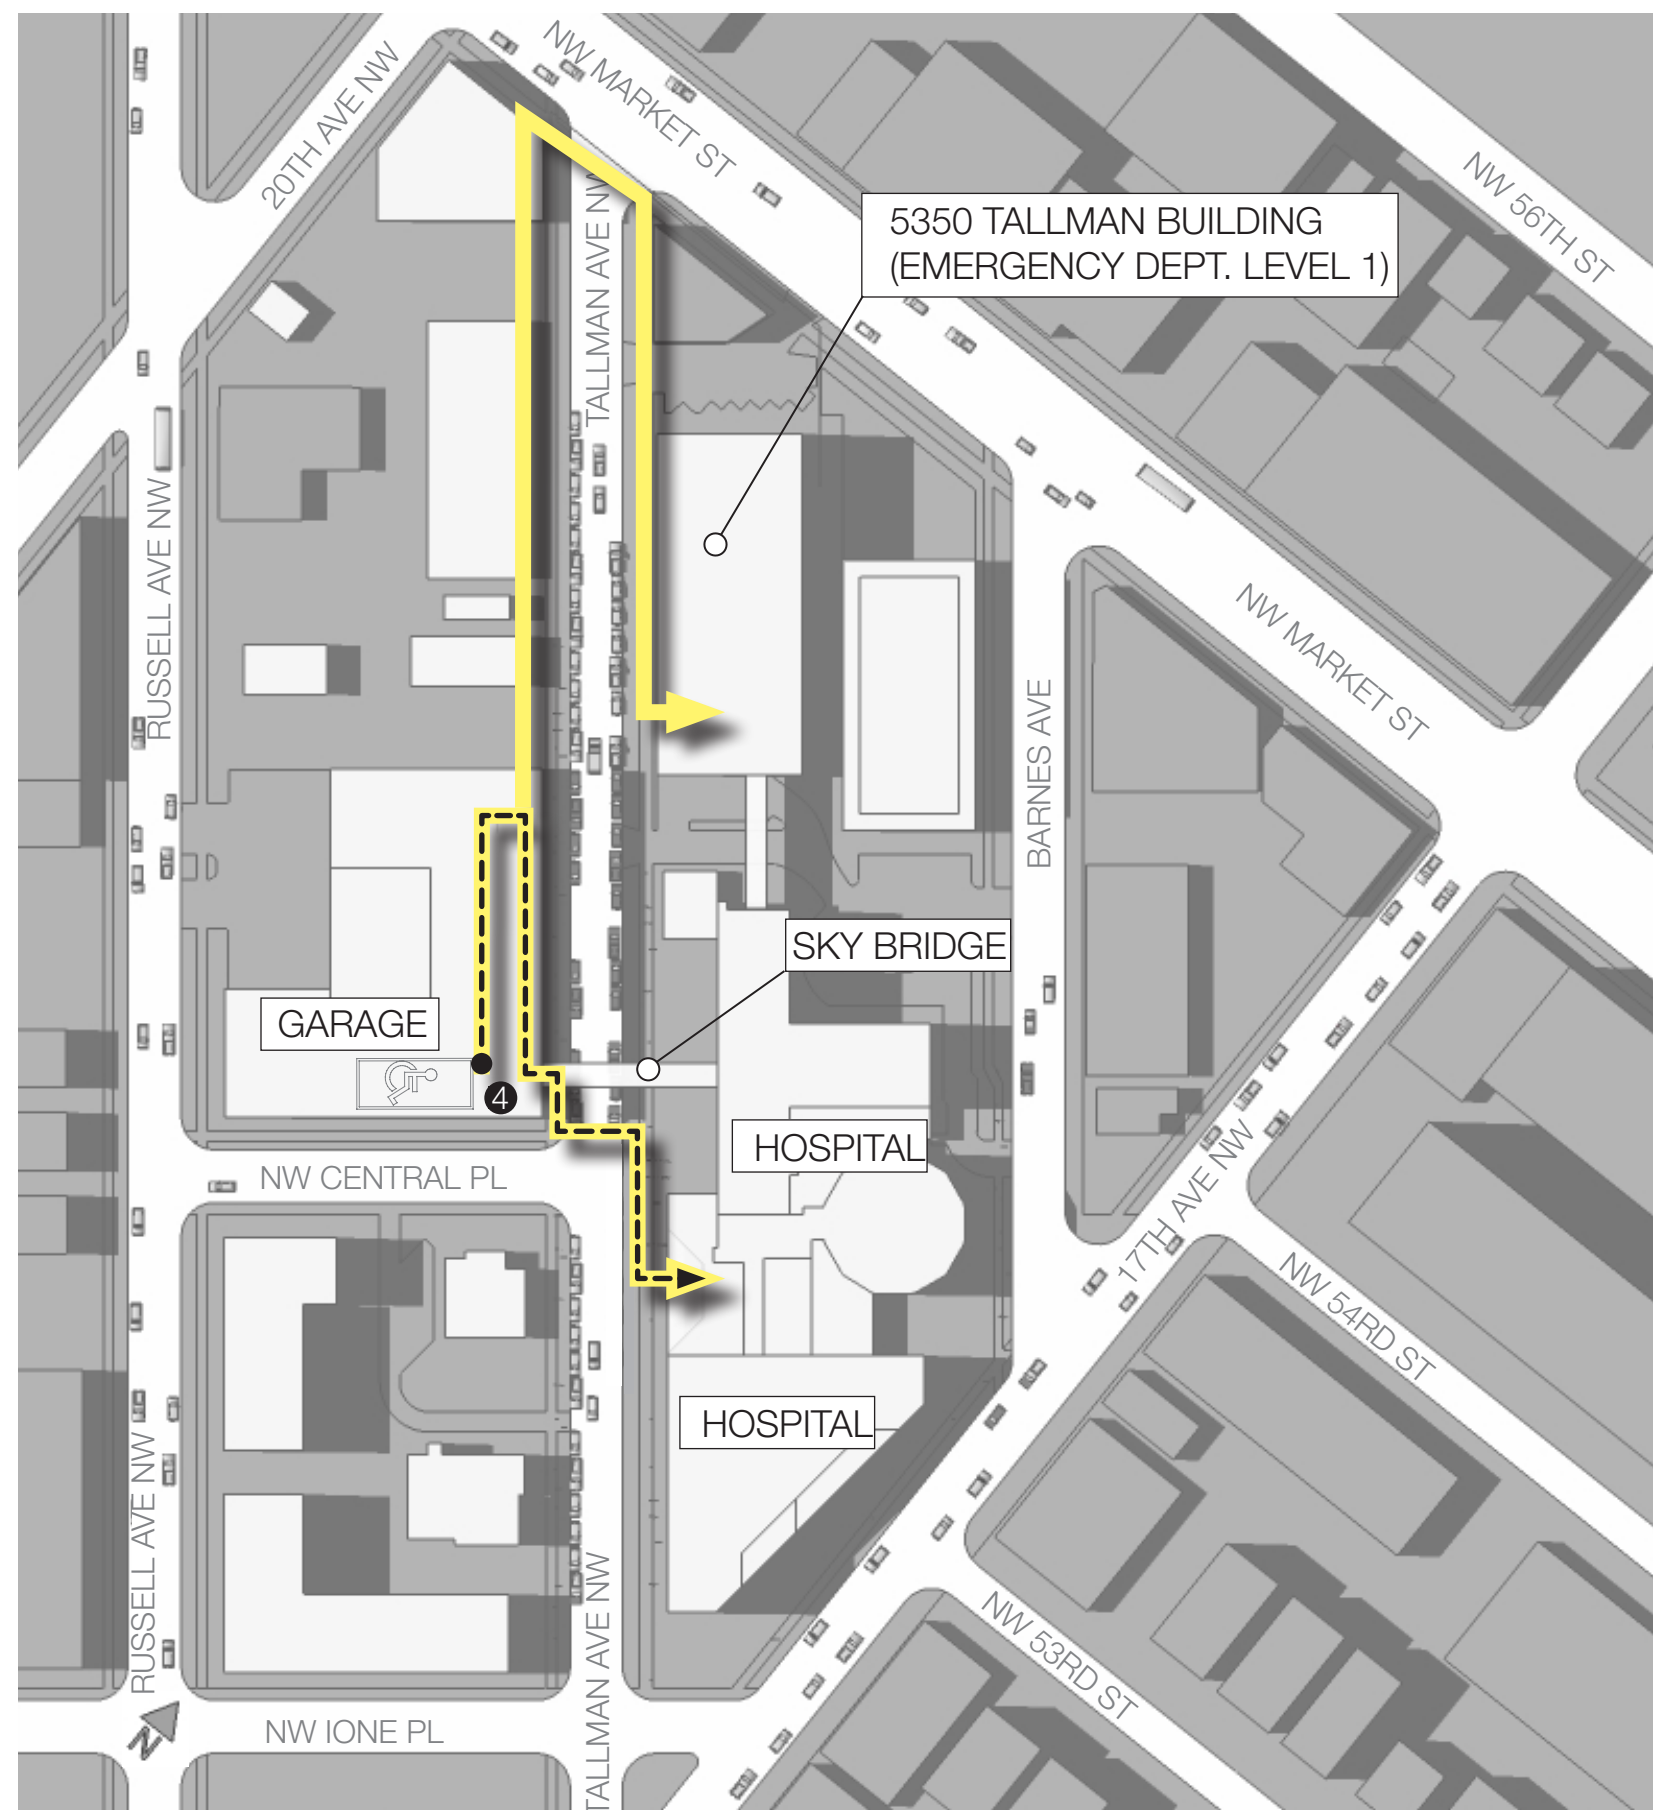 NW MARKET ST
20TH AVE NW
NW 56TH ST
TALLMAN AVE NW
5350 TALLMAN BUILDING
(EMERGENCY DEPT. LEVEL 1)
RUSSELL AVE NW
NW MARKET ST
BARNES AVE
SKY BRIDGE
GARAGE
4
HOSPITAL
NW CENTRAL PL
17TH AVE NW
NW 54RD ST
HOSPITAL
RUSSELL AVE NW
TALLMAN AVE NW
NW 53RD ST
N
NW IONE PL